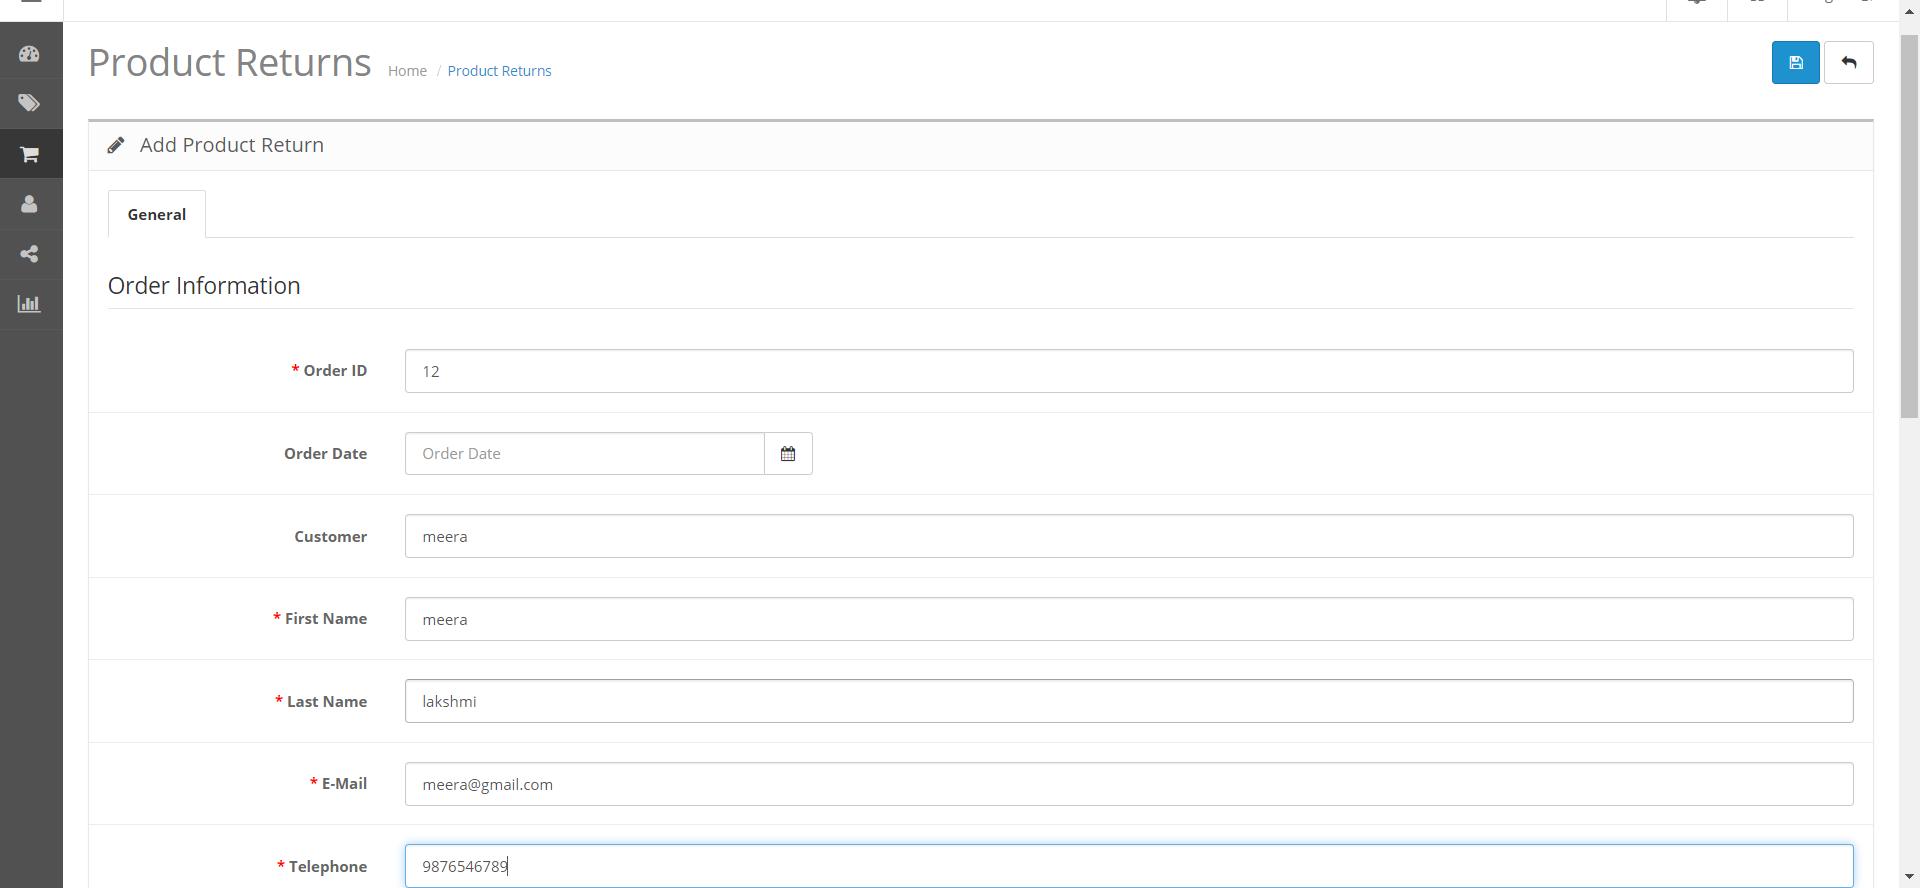 Product Returns Home / Product Returns
Add Product Return
General
Order Information
* Order ID 12
Order Date Order Date
Customer meera
* First Name meera
* Last Name lakshmi
* E-Mail meera@gmail.com
* Telephone 9876546789